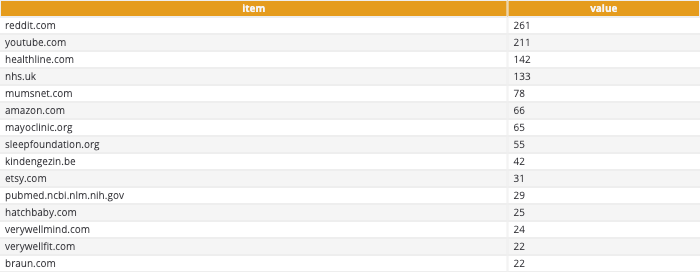 item value
reddit.com 261
youtube.com 211
healthline.com 142
nhs.uk 133
mumsnet.com 78
amazon.com 66
mayoclinic.org 65
sleepfoundation.org 55
kindengezin.be 42
etsy.com 31
pubmed.ncbi.nlm.nih.gov 29
hatchbaby.com 25
verywellmind.com 24
verywellfit.com 22
braun.com 22